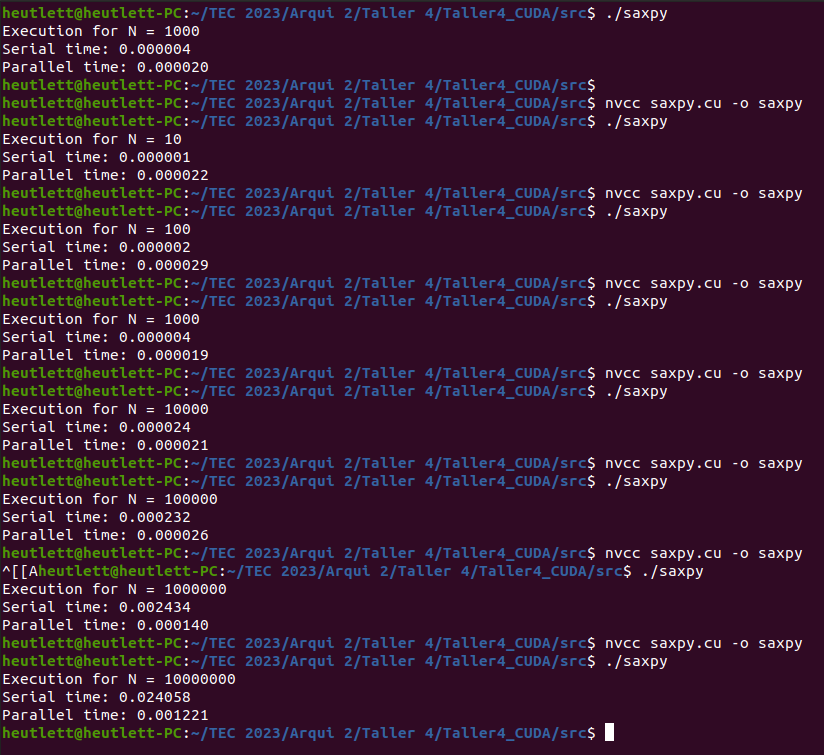 heutlett@heutlett-PC:~/TEC 2023/Arqui 2/Taller 4/Taller4_CUDA/src$ ./saxpy
Execution for N = 1000
Serial time: 0.000004
Parallel time: 0.000020
heutlett@heutlett-PC:~/TEC 2023/Arqui 2/Taller 4/Taller4_CUDA/src$
heutlett@heutlett-PC:~/TEC 2023/Arqui 2/Taller 4/Taller4_CUDA/src$ nvcc saxpy.cu -o saxpy
heutlett@heutlett-PC:~/TEC 2023/Arqui 2/Taller 4/Taller4_CUDA/src$ ./saxpy
Execution for N = 10
Serial time: 0.000001
Parallel time: 0.000022
heutlett@heutlett-PC:~/TEC 2023/Arqui 2/Taller 4/Taller4_CUDA/src$ nvcc saxpy.cu -o saxpy
heutlett@heutlett-PC:~/TEC 2023/Arqui 2/Taller 4/Taller4_CUDA/src$ ./saxpy
Execution for N = 100
Serial time: 0.000002
Parallel time: 0.000029
heutlett@heutlett-PC:~/TEC 2023/Arqui 2/Taller 4/Taller4_CUDA/src$ nvcc saxpy.cu -o saxpy
heutlett@heutlett-PC:~/TEC 2023/Arqui 2/Taller 4/Taller4_CUDA/src$ ./saxpy
Execution for N = 1000
Serial time: 0.000004
Parallel time: 0.000019
heutlett@heutlett-PC:~/TEC 2023/Arqui 2/Taller 4/Taller4_CUDA/src$ nvcc saxpy.cu -o saxpy
heutlett@heutlett-PC:~/TEC 2023/Arqui 2/Taller 4/Taller4_CUDA/src$ ./saxpy
Execution for N = 10000
Serial time: 0.000024
Parallel time: 0.000021
heutlett@heutlett-PC:~/TEC 2023/Arqui 2/Taller 4/Taller4_CUDA/src$ nvcc saxpy.cu -o saxpy
heutlett@heutlett-PC:~/TEC 2023/Arqui 2/Taller 4/Taller4_CUDA/src$ ./saxpy
Execution for N = 100000
Serial time: 0.000232
Parallel time: 0.000026
heutlett@heutlett-PC:~/TEC 2023/Arqui 2/Taller 4/Taller4_CUDA/src$ nvcc saxpy.cu -o saxpy
^[[Aheutlett@heutlett-PC:~/TEC 2023/Arqui 2/Taller 4/Taller4_CUDA/src$ ./saxpy
Execution for N = 1000000
Serial time: 0.002434
Parallel time: 0.000140
heutlett@heutlett-PC:~/TEC 2023/Arqui 2/Taller 4/Taller4_CUDA/src$ nvcc saxpy.cu -o saxpy
heutlett@heutlett-PC:~/TEC 2023/Arqui 2/Taller 4/Taller4_CUDA/src$ ./saxpy
Execution for N = 10000000
Serial time: 0.024058
Parallel time: 0.001221
heutlett@heutlett-PC:~/TEC 2023/Arqui 2/Taller 4/Taller4_CUDA/src$